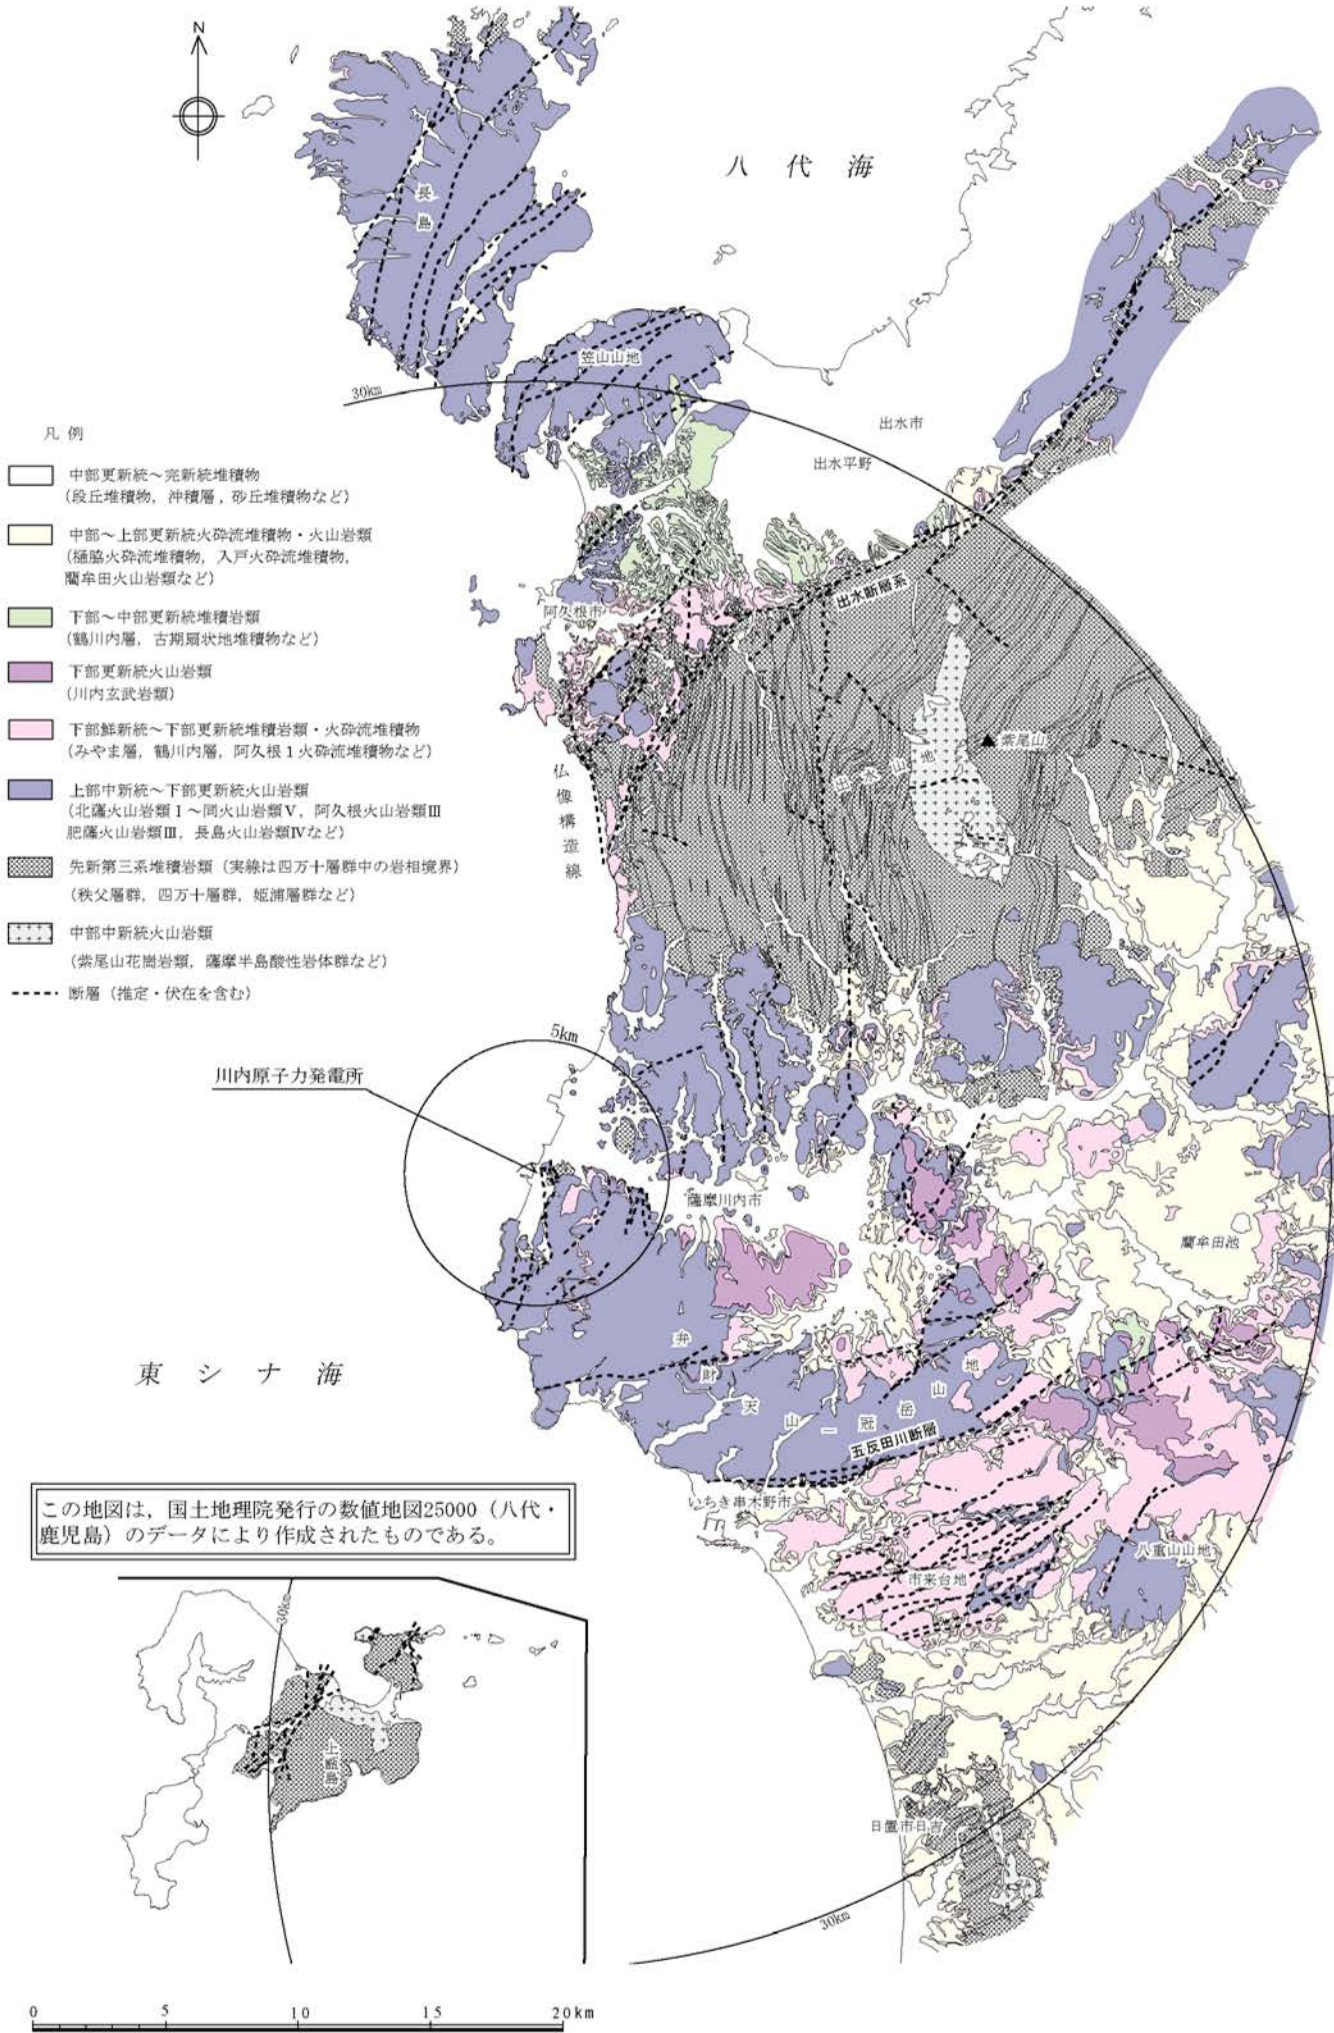 N
八代海
長島
笠山山地
30km
出水市
出水平野
凡例
中部更新統～完新統堆積物
(段丘堆積物，沖積層，砂丘堆積物など)
中部～上部更新統火砕流堆積物・火山岩類
(樋脇火砕流堆積物，入戸火砕流堆積物，
藺牟田火山岩類など)
下部～中部更新統堆積岩類
(鶴川内層，古期扇状地堆積物など)
下部更新統火山岩類
(川内玄武岩類)
下部鮮新統～下部更新統堆積岩類・火砕流堆積物
(みやま層，鶴川内層，阿久根１火砕流堆積物など)
上部中新統～下部更新統火山岩類
(北薩火山岩類Ⅰ～同火山岩類Ⅴ，阿久根火山岩類Ⅲ
肥薩火山岩類Ⅲ，長島火山岩類Ⅳなど)
先新第三系堆積岩類（実線は四万十層群中の岩相境界）
(秩父層群，四万十層群，姫浦層群など)
中部中新統火山岩類
(紫尾山花崗岩類，薩摩半島酸性岩体群など)
断層（推定・伏在を含む）
出水断層系
阿久根市
紫尾山
出水山地
仏像構造線
5km
川内原子力発電所
薩摩川内市
藺牟田池
東シナ海
弁財天山－冠岳山地
五反田川断層
いちき串木野市
八重山山地
市来台地
この地図は，国土地理院発行の数値地図25000（八代・
鹿児島）のデータにより作成されたものである。
30km
上甑島
日置市日吉
30km
0 5 10 15 20km